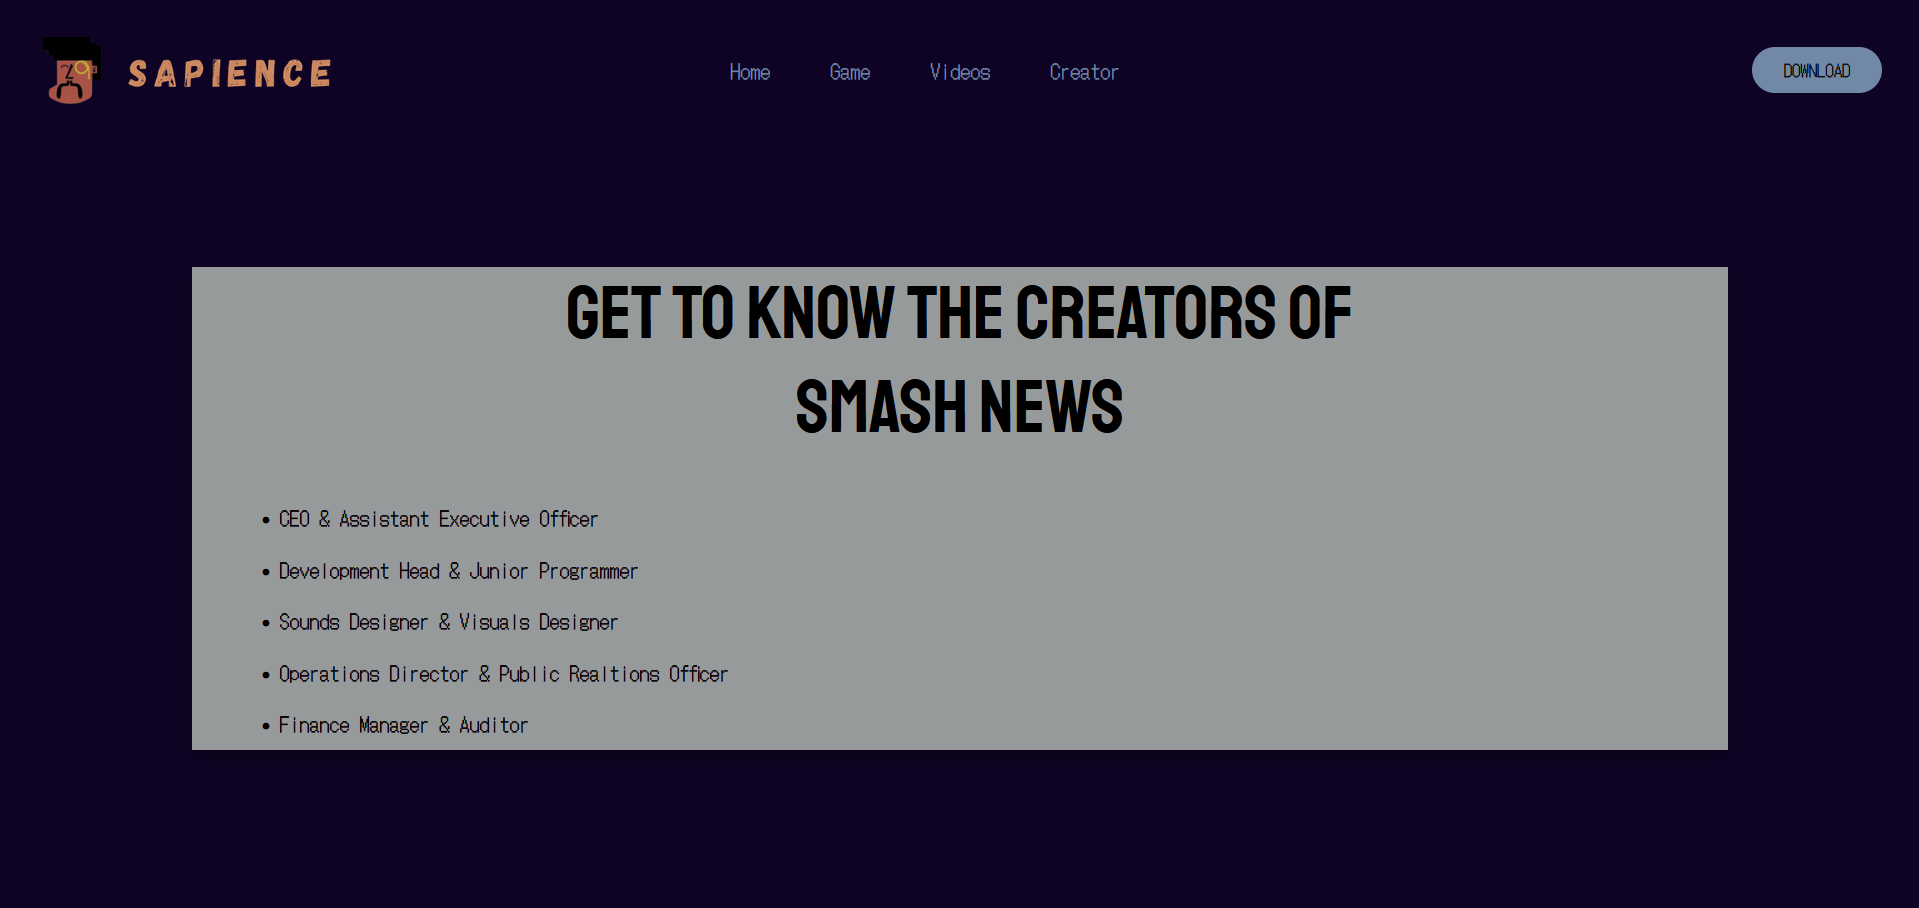 SAPIENCE
Home Game Videos Creator
DOWNLOAD
GET TO KNOW THE CREATORS OF
SMASH NEWS
• CEO & Assistant Executive Officer
• Development Head & Junior Programmer
• Sounds Designer & Visuals Designer
• Operations Director & Public Realtions Officer
• Finance Manager & Auditor